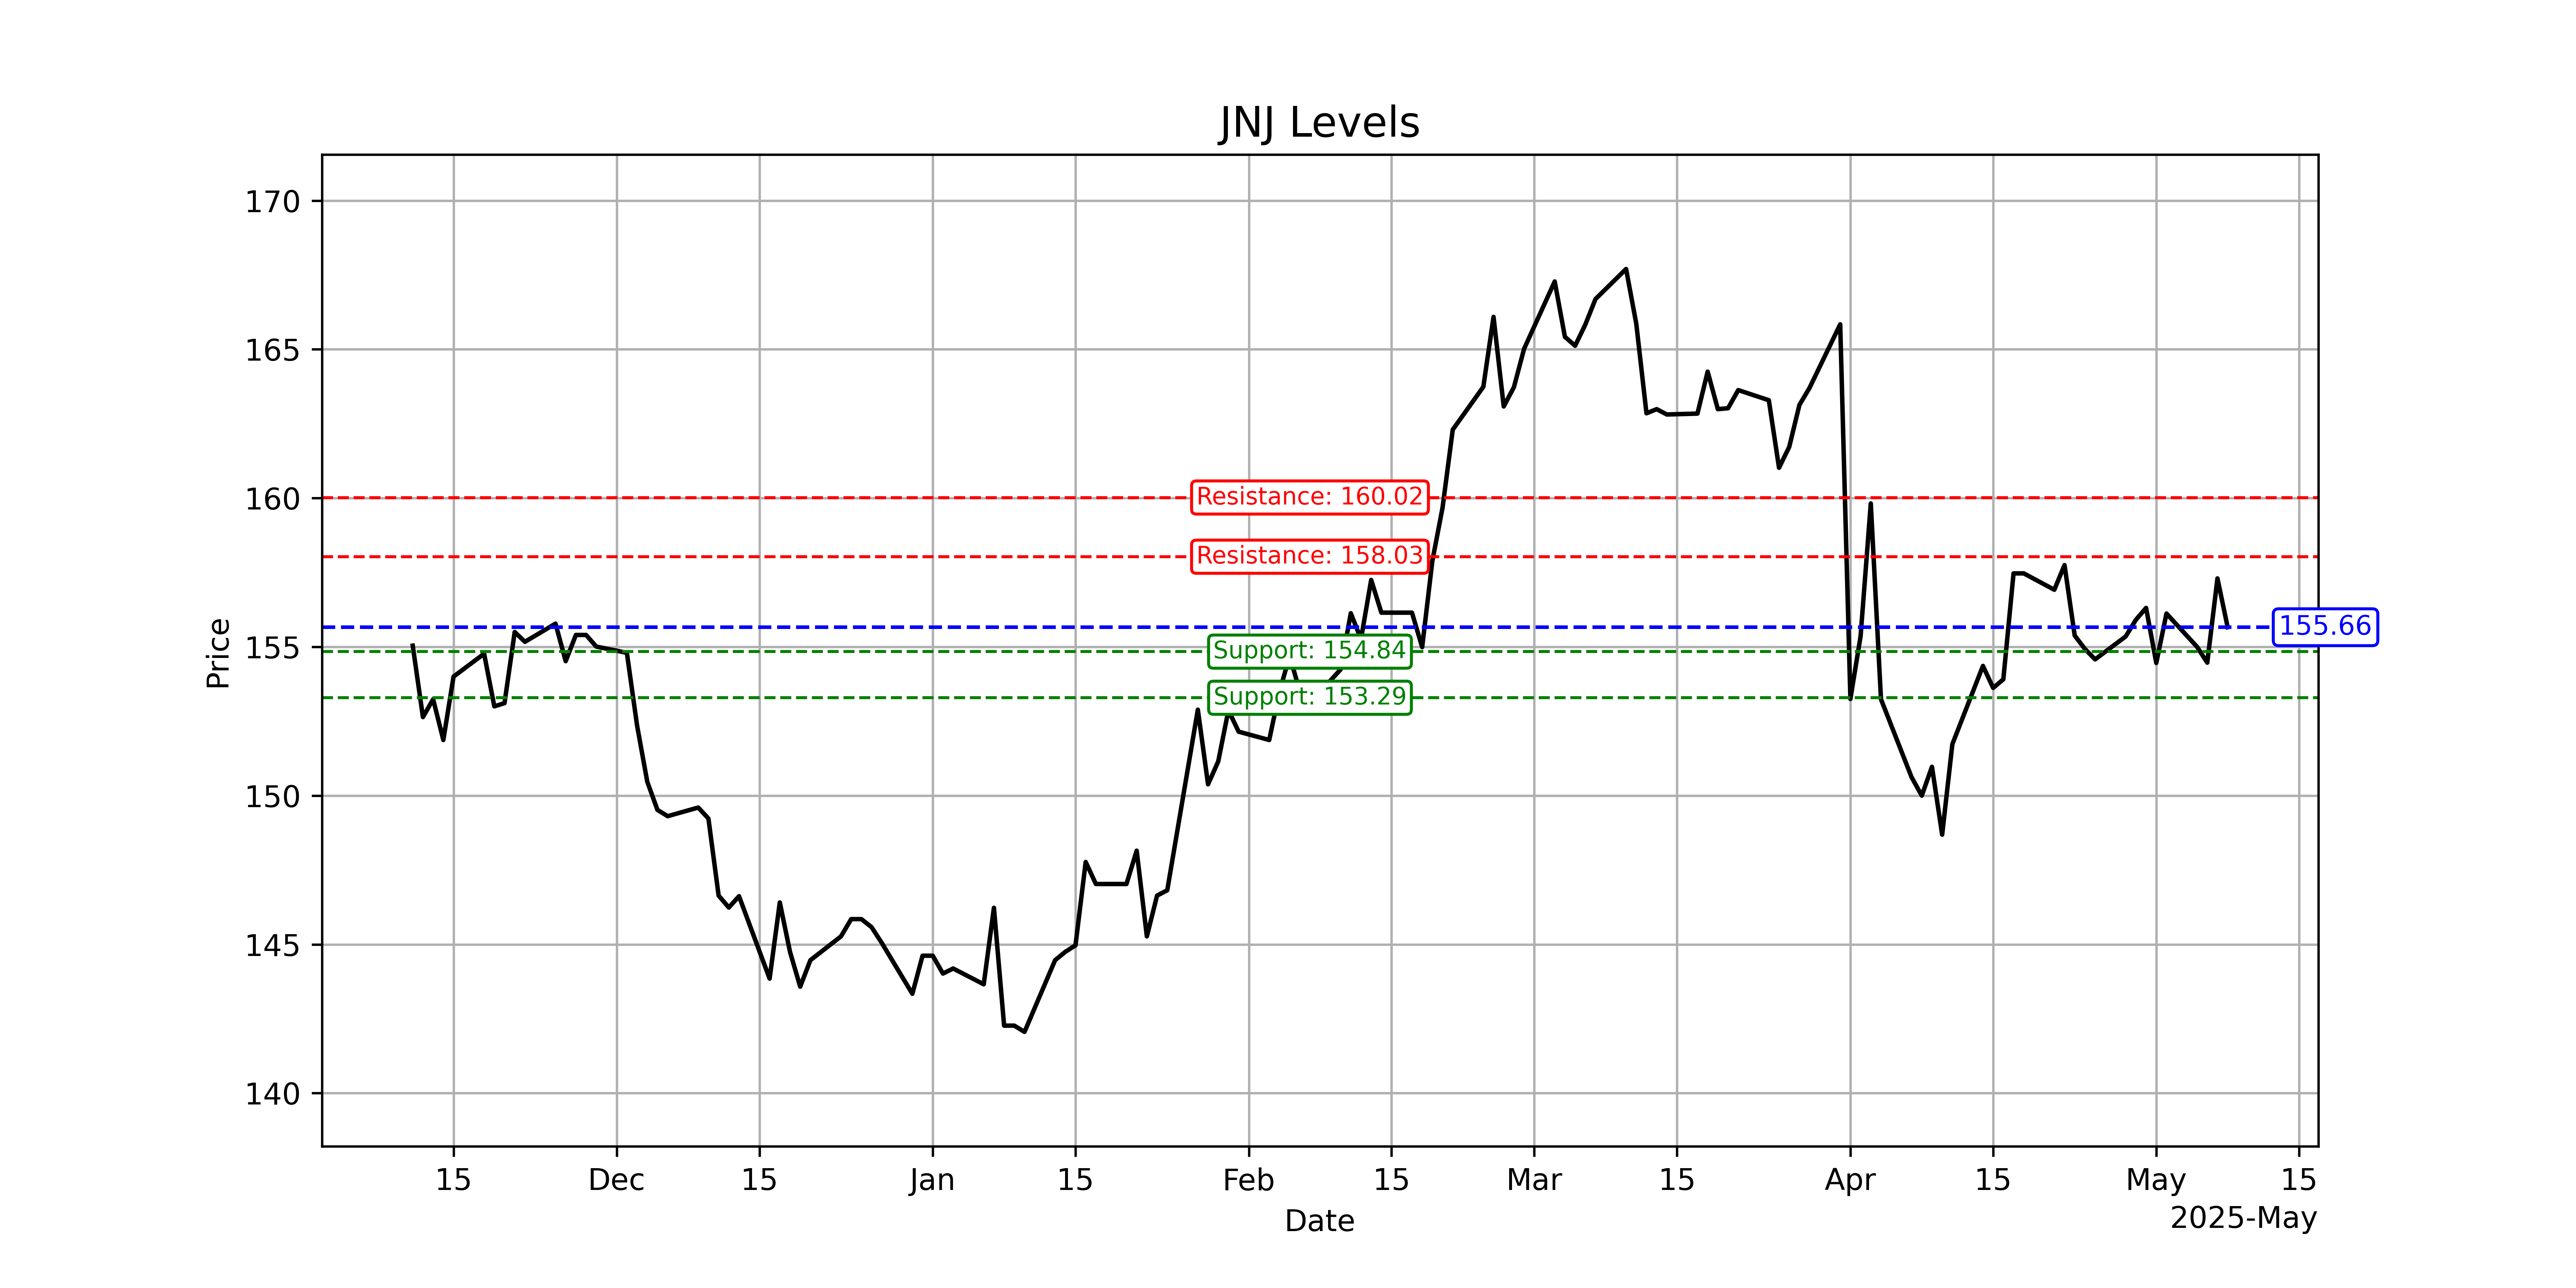 JNJ Levels
170
165
160
155
150
145
140
Price
Resistance: 160.02
Resistance: 158.03
155.66
Support: 154.84
Support: 153.29
15 Dec 15 Jan 15 Feb 15 Mar 15 Apr 15 May 15
Date
2025-May